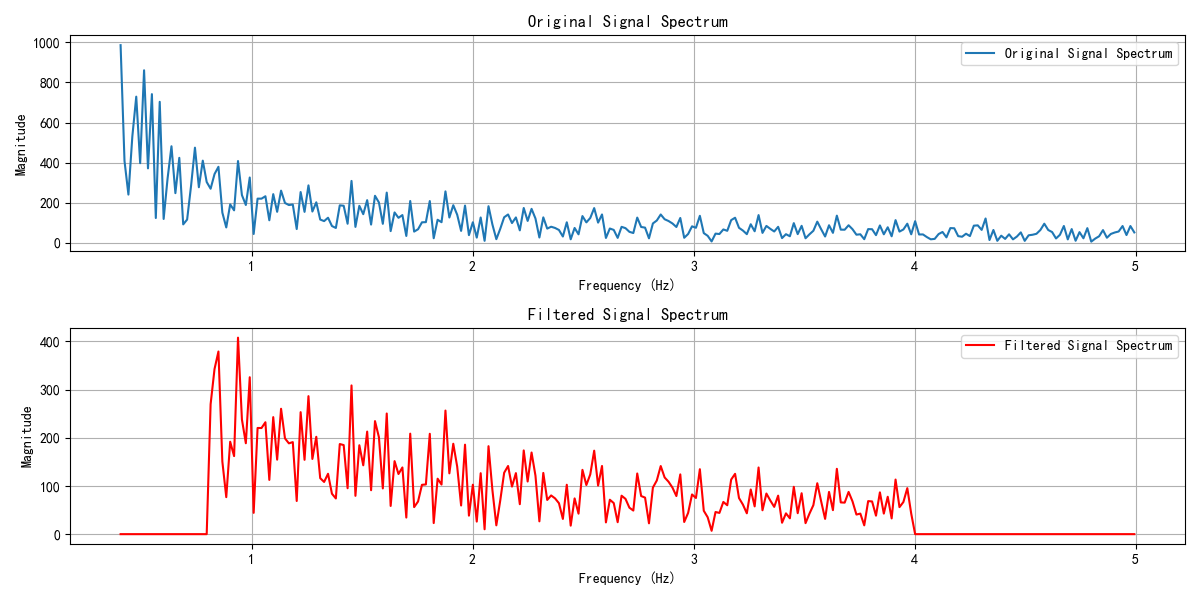 Original Signal Spectrum
1000
800
600
400
200
0
Magnitude
Original Signal Spectrum
1 2 3 4 5
Frequency (Hz)
Filtered Signal Spectrum
400
300
200
100
0
Magnitude
Filtered Signal Spectrum
1 2 3 4 5
Frequency (Hz)